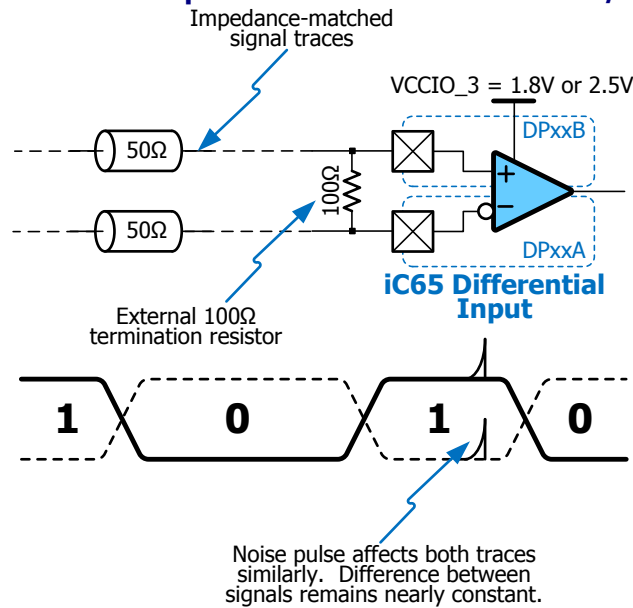 Impedance-matched
signal traces
VCCIO_3 = 1.8V or 2.5V
DPxxB
50Ω
100Ω
+
50Ω
–
DPxxA
iC65 Differential
Input
External 100Ω
termination resistor
1 0 1 0
Noise pulse affects both traces
similarly. Difference between
signals remains nearly constant.